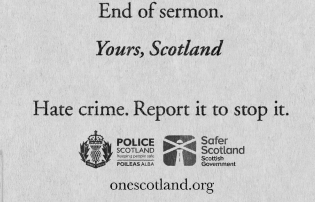 End of sermon.
Yours, Scotland
Hate crime. Report it to stop it.
POLICE
SCOTLAND
Keeping people safe
POILEAS ALBA
Safer
Scotland
Scottish
Government
onescotland.org